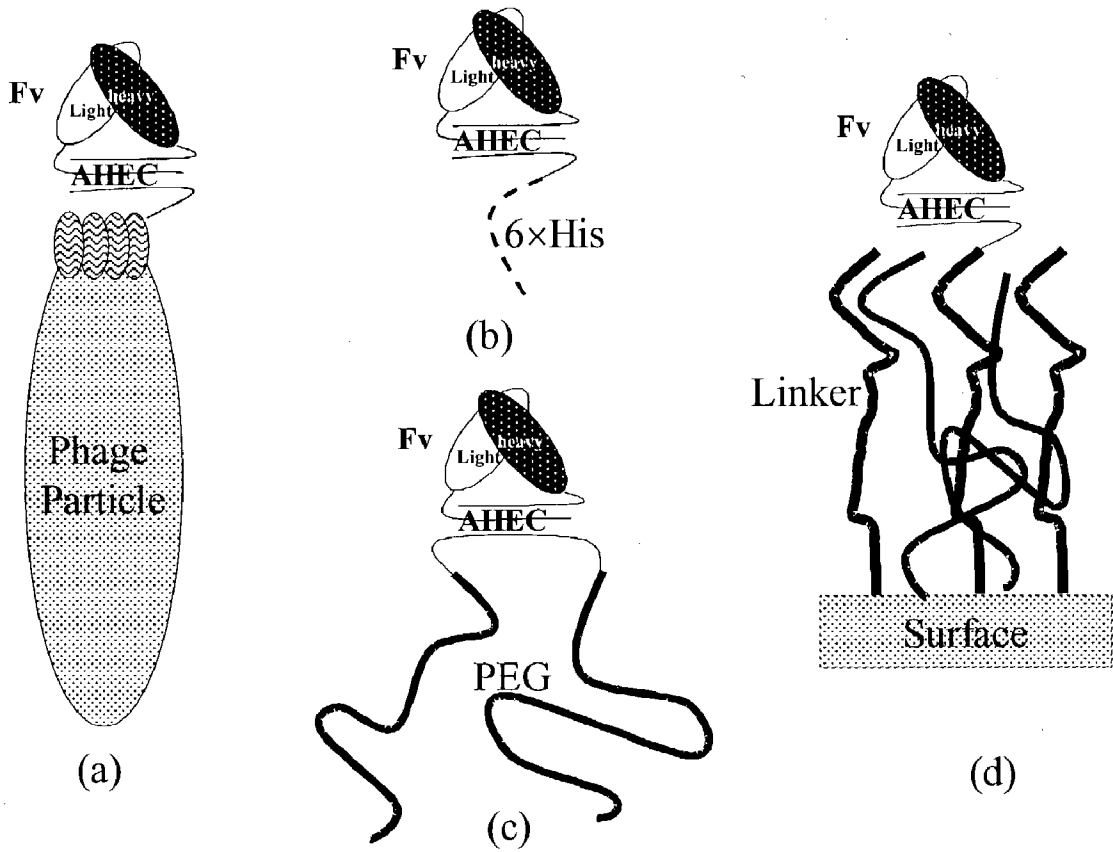 Fv
Light
heavy
AHEC
Phage
Particle
(a)
Fv
Light
heavy
AHEC
6×His
(b)
Fv
Light
heavy
AHEC
PEG
(c)
Fv
Light
heavy
AHEC
Linker
Surface
(d)